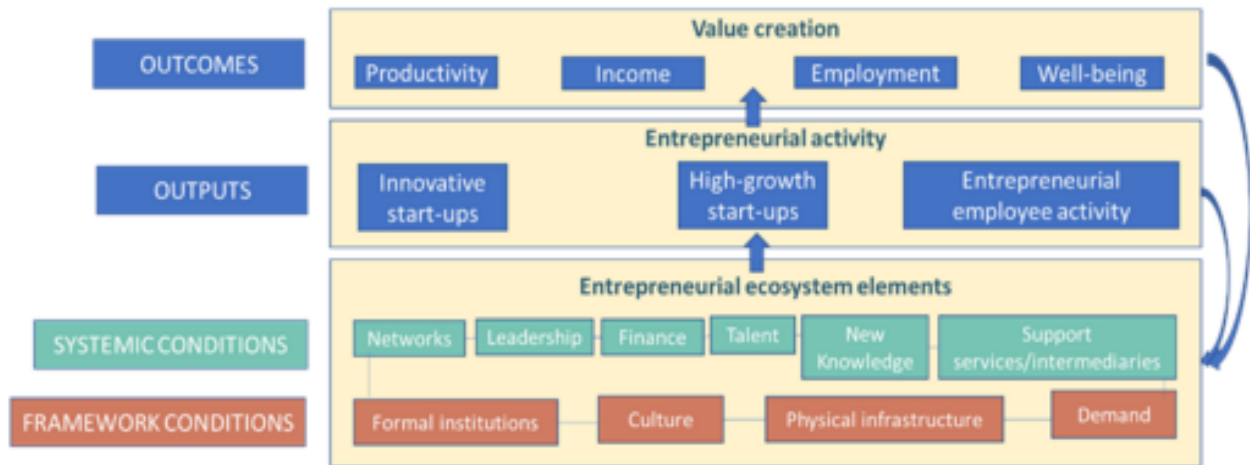 Value creation
OUTCOMES
Productivity
Income
Employment
Well-being
Entrepreneurial activity
OUTPUTS
Innovative
start-ups
High-growth
start-ups
Entrepreneurial
employee activity
Entrepreneurial ecosystem elements
SYSTEMIC CONDITIONS
Networks
Leadership
Finance
Talent
New
Knowledge
Support
services/intermediaries
FRAMEWORK CONDITIONS
Formal institutions
Culture
Physical infrastructure
Demand